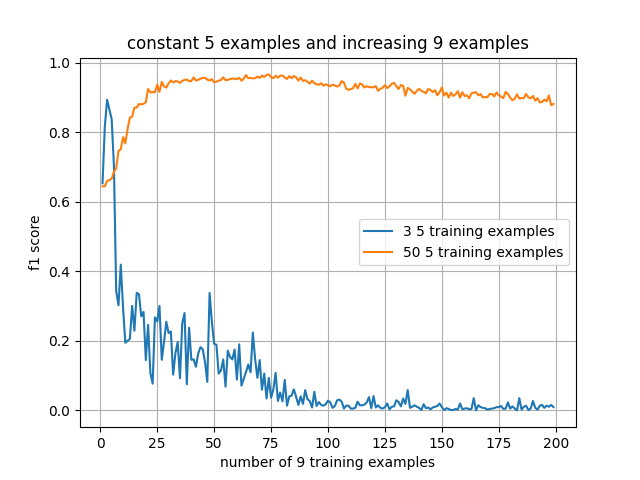 constant 5 examples and increasing 9 examples
1.0
0.8
0.6
0.4
0.2
0.0
f1 score
3 5 training examples
50 5 training examples
0 25 50 75 100 125 150 175 200
number of 9 training examples